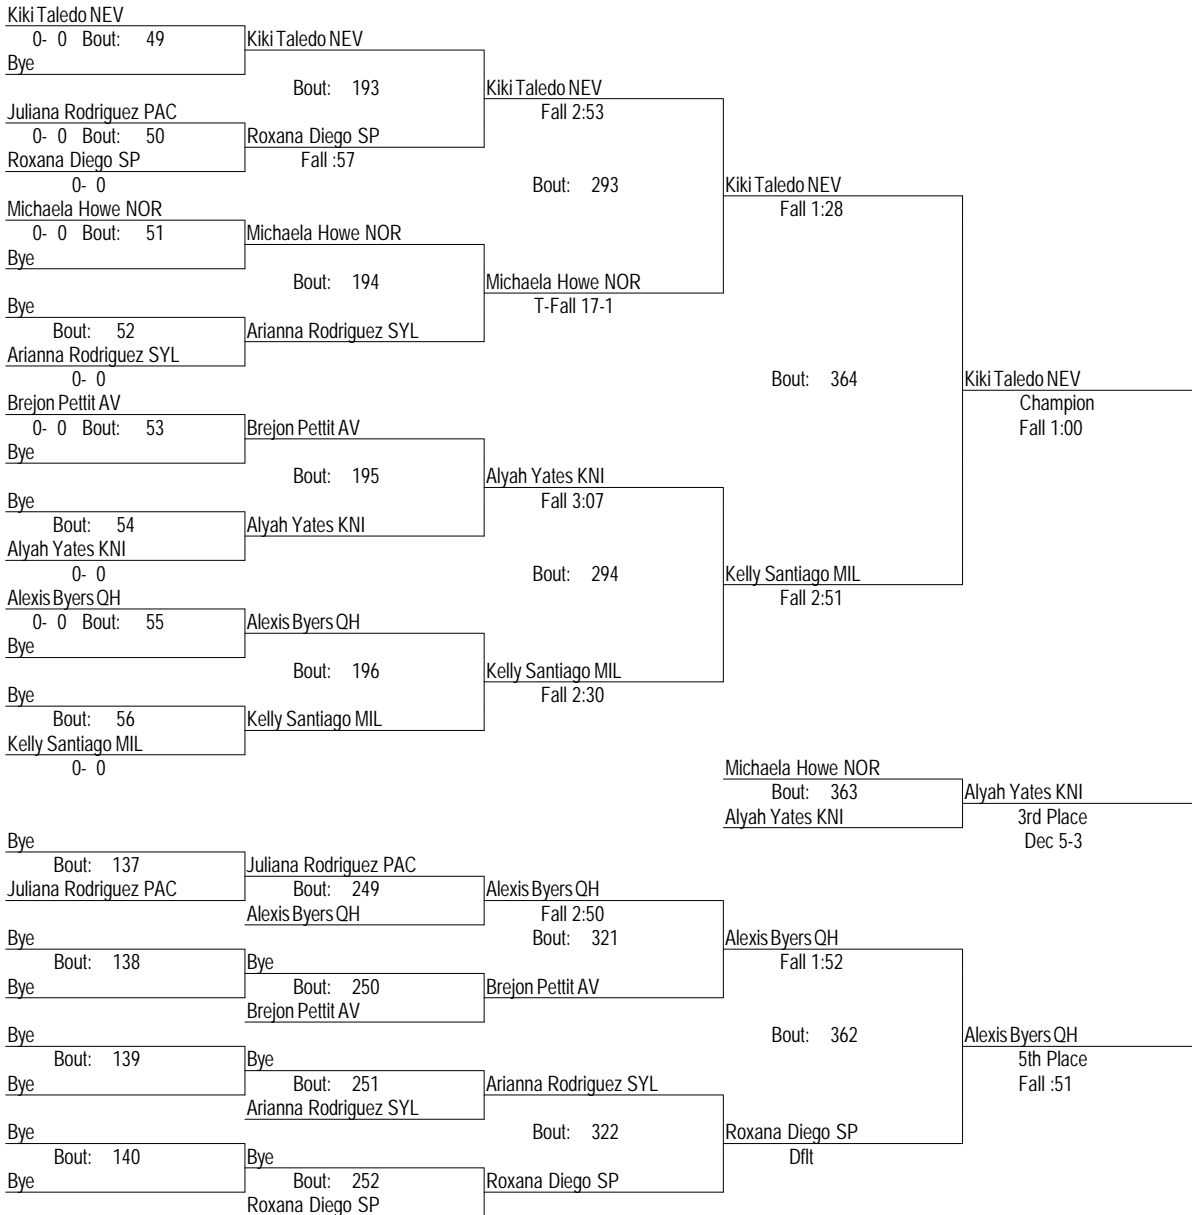 Kiki Taledo NEV
0- 0 Bout: 49
Kiki Taledo NEV
Bye
Bout: 193
Kiki Taledo NEV
Juliana Rodriguez PAC
Fall 2:53
0- 0 Bout: 50
Roxana Diego SP
Roxana Diego SP
Fall :57
0- 0
Bout: 293
Kiki Taledo NEV
Michaela Howe NOR
Fall 1:28
0- 0 Bout: 51
Michaela Howe NOR
Bye
Bout: 194
Michaela Howe NOR
Bye
T-Fall 17-1
Bout: 52
Arianna Rodriguez SYL
Arianna Rodriguez SYL
0- 0
Bout: 364
Kiki Taledo NEV
Brejon Pettit AV
Champion
0- 0 Bout: 53
Brejon Pettit AV
Fall 1:00
Bye
Bout: 195
Alyah Yates KNI
Bye
Fall 3:07
Bout: 54
Alyah Yates KNI
Alyah Yates KNI
0- 0
Bout: 294
Kelly Santiago MIL
Alexis Byers QH
Fall 2:51
0- 0 Bout: 55
Alexis Byers QH
Bye
Bout: 196
Kelly Santiago MIL
Bye
Fall 2:30
Bout: 56
Kelly Santiago MIL
Kelly Santiago MIL
0- 0
Michaela Howe NOR
Bout: 363
Alyah Yates KNI
Alyah Yates KNI
3rd Place
Dec 5-3
Bye
Bout: 137
Juliana Rodriguez PAC
Juliana Rodriguez PAC
Bout: 249
Alexis Byers QH
Alexis Byers QH
Fall 2:50
Bye
Bout: 321
Alexis Byers QH
Bout: 138
Bye
Fall 1:52
Bye
Bout: 250
Brejon Pettit AV
Brejon Pettit AV
Bye
Bout: 362
Alexis Byers QH
Bout: 139
Bye
5th Place
Bye
Bout: 251
Arianna Rodriguez SYL
Fall :51
Arianna Rodriguez SYL
Bye
Bout: 322
Roxana Diego SP
Bout: 140
Bye
Dflt
Bye
Bout: 252
Roxana Diego SP
Roxana Diego SP